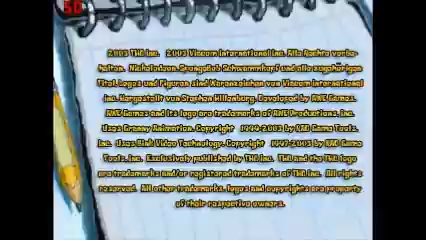 50
2003 THQ Inc. 2003 Viacom International Inc. Alle Rechte vorbe-
halten. Nickelodeon, Spongebob Schwammkopf und alle zugehörigen
Titel, Logos und Figuren sind Warenzeichen von Viacom International
Inc. Hergestellt von Stephen Hillenburg. Developed by AWE Games.
AWE Games and its logo are trademarks of AWE Productions, Inc.
Uses Granny Animation. Copyright 1999-2003 by RAD Game Tools,
Inc. Uses Bink Video Technology. Copyright 1997-2003 by RAD Game
Tools, Inc. Exclusively published by THQ Inc. THQ and the THQ logo
are trademarks and/or registered trademarks of THQ Inc. All rights
reserved. All other trademarks, logos and copyrights are property
of their respective owners.